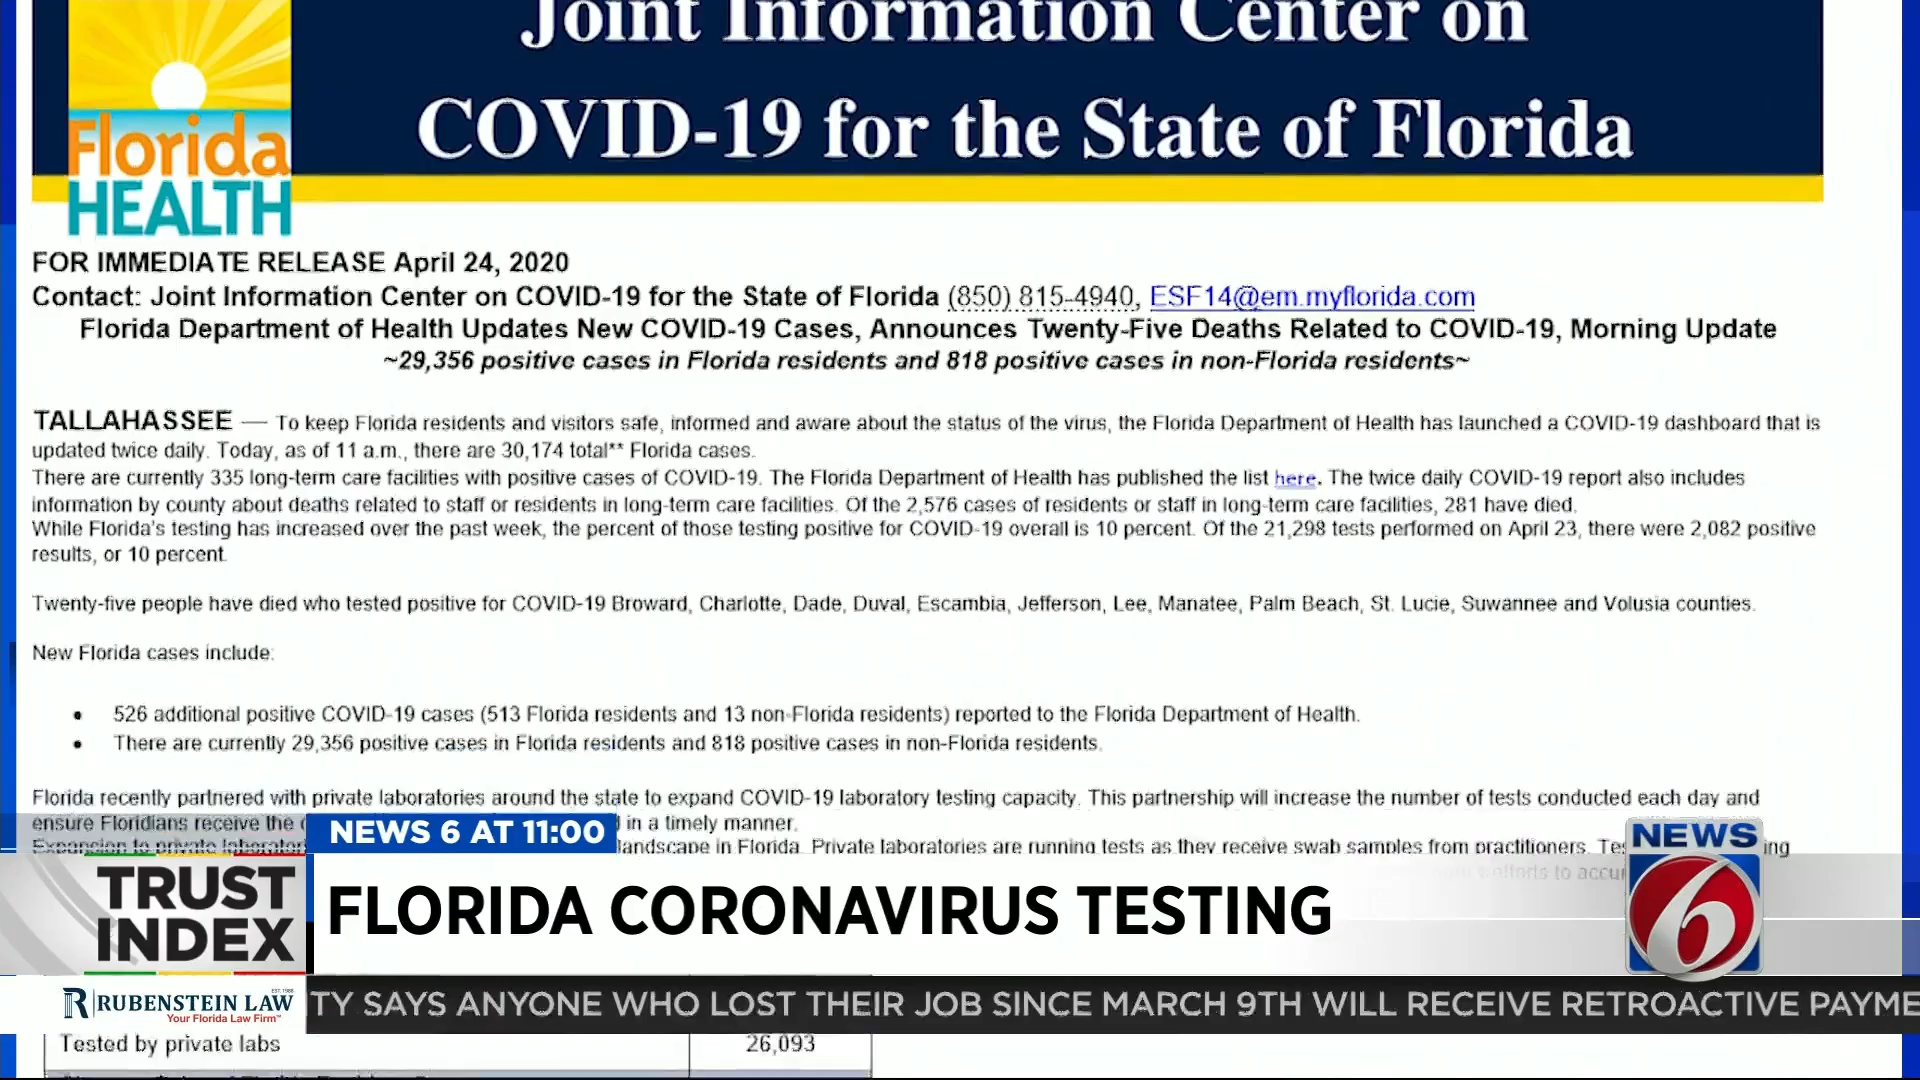 Joint Information Center on
COVID-19 for the State of Florida
Florida
HEALTH
FOR IMMEDIATE RELEASE April 24, 2020
Contact: Joint Information Center on COVID-19 for the State of Florida (850) 815-4940, ESF14@em.myflorida.com
Florida Department of Health Updates New COVID-19 Cases, Announces Twenty-Five Deaths Related to COVID-19, Morning Update
~29,356 positive cases in Florida residents and 818 positive cases in non-Florida residents~
TALLAHASSEE — To keep Florida residents and visitors safe, informed and aware about the status of the virus, the Florida Department of Health has launched a COVID-19 dashboard that is
updated twice daily. Today, as of 11 a.m., there are 30,174 total** Florida cases.
There are currently 335 long-term care facilities with positive cases of COVID-19. The Florida Department of Health has published the list here. The twice daily COVID-19 report also includes
information by county about deaths related to staff or residents in long-term care facilities. Of the 2,576 cases of residents or staff in long-term care facilities, 281 have died.
While Florida's testing has increased over the past week, the percent of those testing positive for COVID-19 overall is 10 percent. Of the 21,298 tests performed on April 23, there were 2,082 positive
results, or 10 percent.
Twenty-five people have died who tested positive for COVID-19 Broward, Charlotte, Dade, Duval, Escambia, Jefferson, Lee, Manatee, Palm Beach, St. Lucie, Suwannee and Volusia counties.
New Florida cases include:
• 526 additional positive COVID-19 cases (513 Florida residents and 13 non-Florida residents) reported to the Florida Department of Health.
• There are currently 29,356 positive cases in Florida residents and 818 positive cases in non-Florida residents.
Florida recently partnered with private laboratories around the state to expand COVID-19 laboratory testing capacity. This partnership will increase the number of tests conducted each day and
ensure Floridians receive the in a timely manner.
Expansion to private landscape in Florida. Private laboratories are running tests as they receive swab samples from practitioners.
NEWS 6 AT 11:00
TRUST
INDEX
FLORIDA CORONAVIRUS TESTING
NEWS
6
R RUBENSTEIN LAW
EST. 1988
Your Florida Law Firm™
TY SAYS ANYONE WHO LOST THEIR JOB SINCE MARCH 9TH WILL RECEIVE RETROACTIVE PAYME
Tested by private labs 26,093